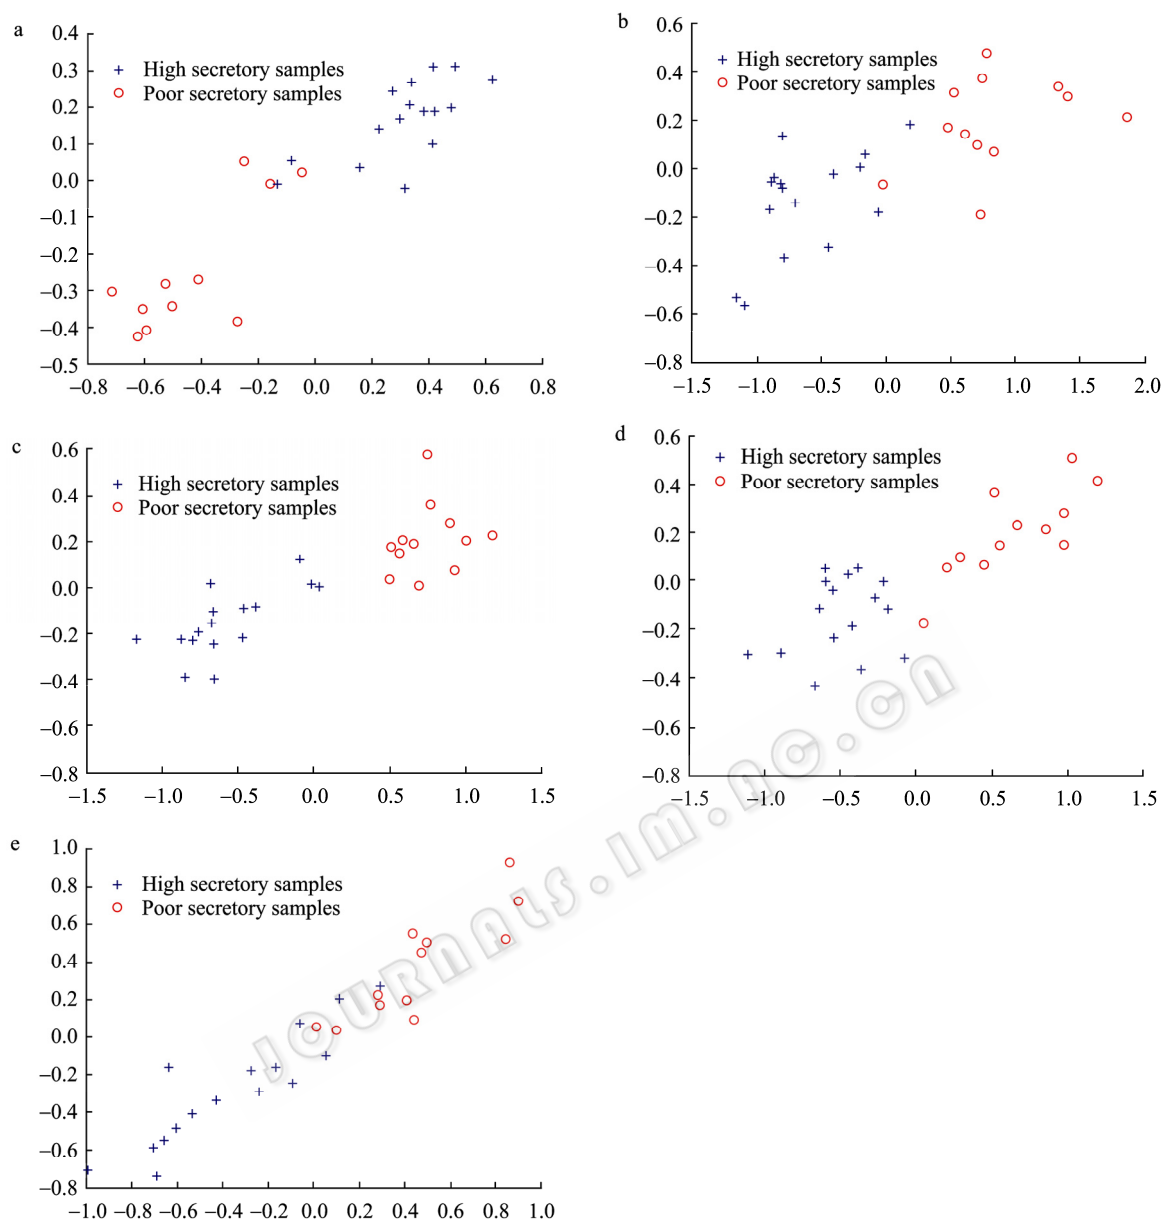 a
0.4
0.3
0.2
0.1
0.0
−0.1
−0.2
−0.3
−0.4
−0.5
High secretory samples
Poor secretory samples
−0.8 −0.6 −0.4 −0.2 0.0 0.2 0.4 0.6 0.8
b
0.6
0.4
0.2
0.0
−0.2
−0.4
−0.6
−0.8
High secretory samples
Poor secretory samples
−1.5 −1.0 −0.5 0.0 0.5 1.0 1.5 2.0
c
0.6
0.4
0.2
0.0
−0.2
−0.4
−0.6
−0.8
High secretory samples
Poor secretory samples
−1.5 −1.0 −0.5 0.0 0.5 1.0 1.5
d
0.6
0.4
0.2
0.0
−0.2
−0.4
−0.6
−0.8
High secretory samples
Poor secretory samples
−1.5 −1.0 −0.5 0.0 0.5 1.0 1.5
e
1.0
0.8
0.6
0.4
0.2
0.0
−0.2
−0.4
−0.6
−0.8
High secretory samples
Poor secretory samples
-1.0 −0.8 −0.6 −0.4 −0.2 0.0 0.2 0.4 0.6 0.8 1.0
JOURNALS.IM.AC.CN